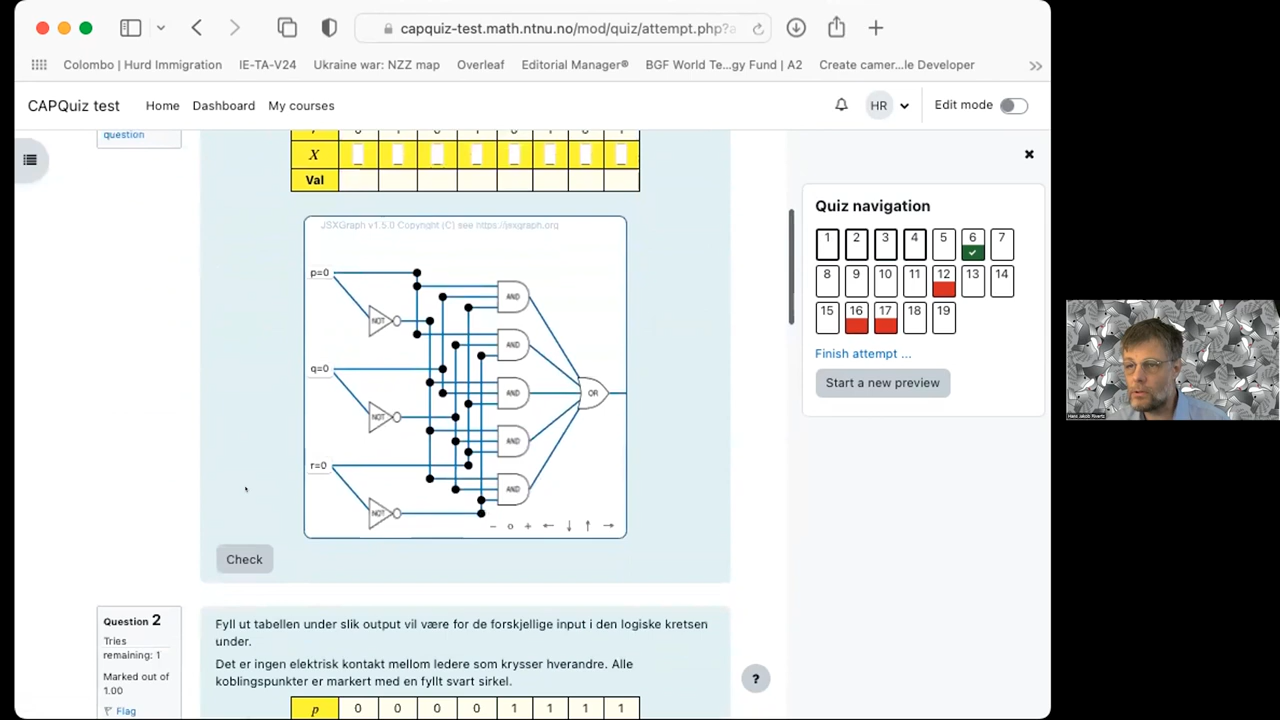 capquiz-test.math.ntnu.no/mod/quiz/attempt.php?a
Colombo | Hurd Immigration IE-TA-V24 Ukraine war: NZZ map Overleaf Editorial Manager® BGF World Te...gy Fund | A2 Create camer...le Developer
CAPQuiz test Home Dashboard My courses HR Edit mode
question
X
Val
JSXGraph v1.5.0 Copyright (C) see https://jsxgraph.org
p=0
AND
NOT
AND
q=0
AND
OR
NOT
AND
r=0
AND
NOT
− o + ← ↓ ↑ →
Check
Quiz navigation
1 2 3 4 5 6 7
8 9 10 11 12 13 14
15 16 17 18 19
Finish attempt ...
Start a new preview
Question 2
Tries
remaining: 1
Marked out of
1.00
Flag
Fyll ut tabellen under slik output vil være for de forskjellige input i den logiske kretsen
under.
Det er ingen elektrisk kontakt mellom ledere som krysser hverandre. Alle
koblingspunkter er markert med en fyllt svart sirkel.
p 0 0 0 0 1 1 1 1
?